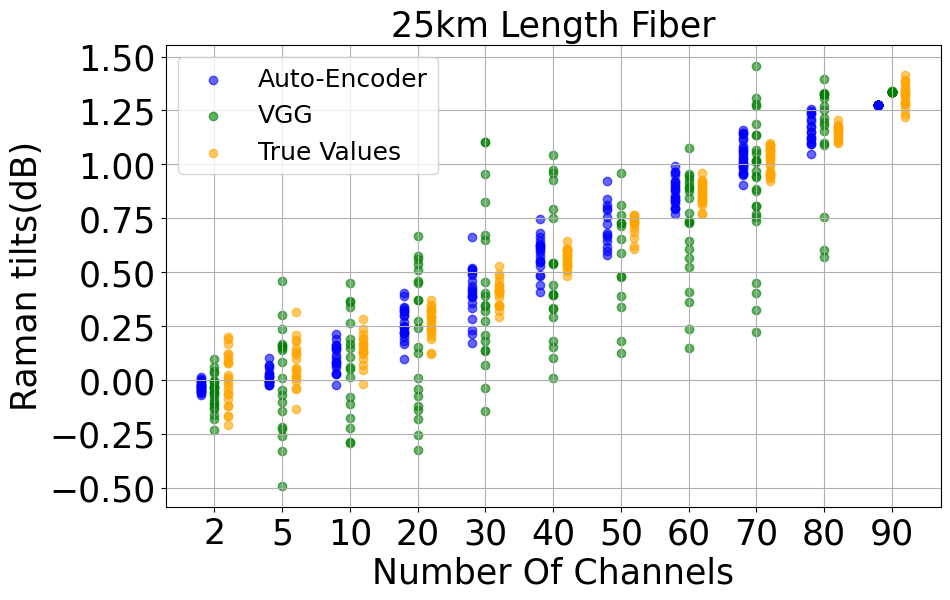 25km Length Fiber
Auto-Encoder
VGG
True Values
Raman tilts(dB)
1.50
1.25
1.00
0.75
0.50
0.25
0.00
−0.25
−0.50
2 5 10 20 30 40 50 60 70 80 90
Number Of Channels